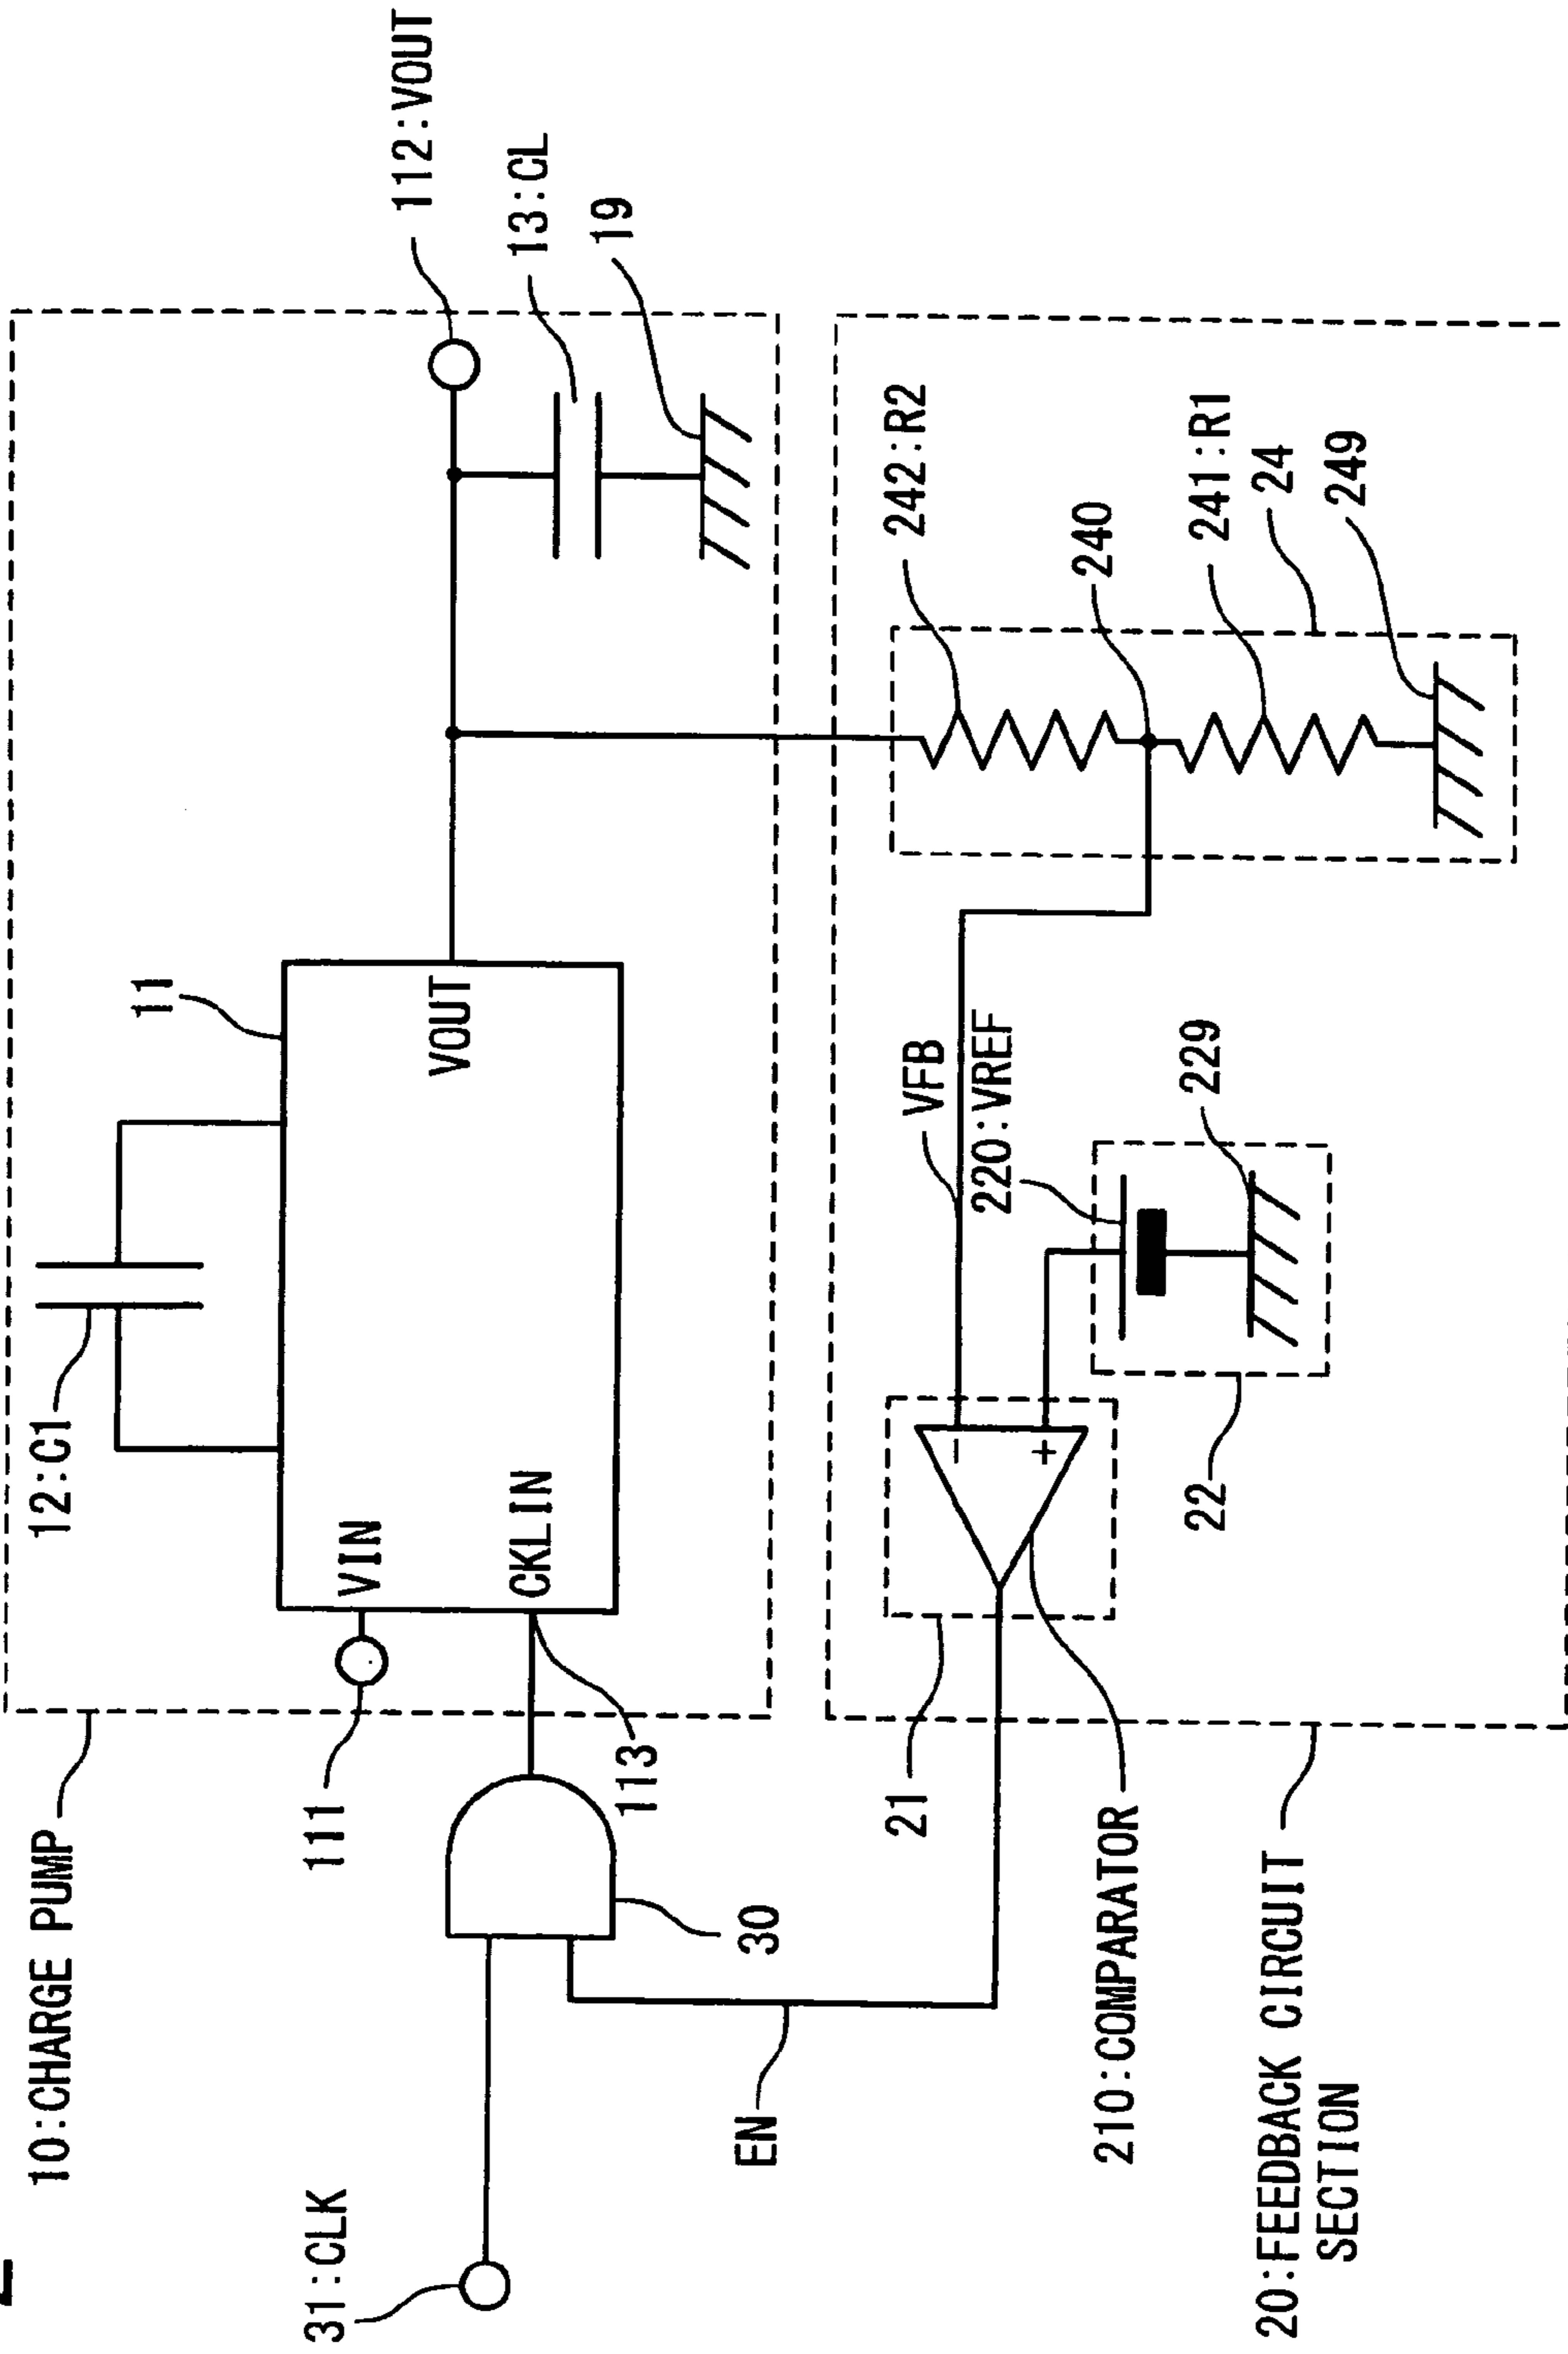 10:CHARGE PUMP
12:C1
11
112:VOUT
13:CL
19
VIN
VOUT
CKLIN
111
113
31:CLK
30
EN
242:R2
240
241:R1
24
249
VFB
220:VREF
229
22
21
210:COMPARATOR
20:FEEDBACK CIRCUIT
SECTION
-
+